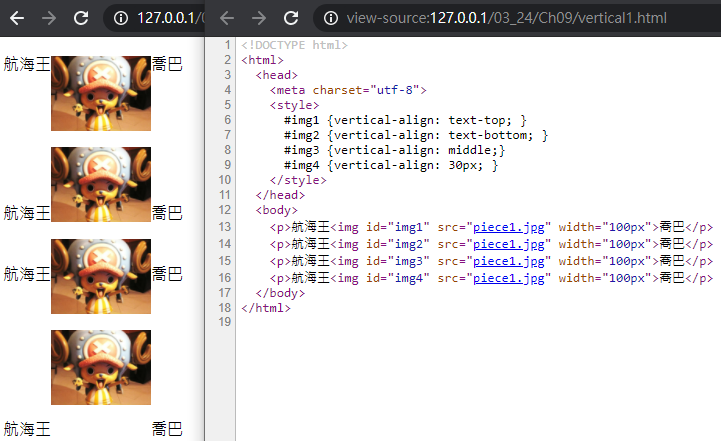 127.0.0.1/0
view-source:127.0.0.1/03_24/Ch09/vertical1.html
航海王 喬巴
航海王 喬巴
航海王 喬巴
航海王 喬巴
1 <!DOCTYPE html>
2 <html>
3 <head>
4 <meta charset="utf-8">
5 <style>
6 #img1 {vertical-align: text-top; }
7 #img2 {vertical-align: text-bottom; }
8 #img3 {vertical-align: middle;}
9 #img4 {vertical-align: 30px; }
10 </style>
11 </head>
12 <body>
13 <p>航海王<img id="img1" src="piece1.jpg" width="100px">喬巴</p>
14 <p>航海王<img id="img2" src="piece1.jpg" width="100px">喬巴</p>
15 <p>航海王<img id="img3" src="piece1.jpg" width="100px">喬巴</p>
16 <p>航海王<img id="img4" src="piece1.jpg" width="100px">喬巴</p>
17 </body>
18 </html>
19